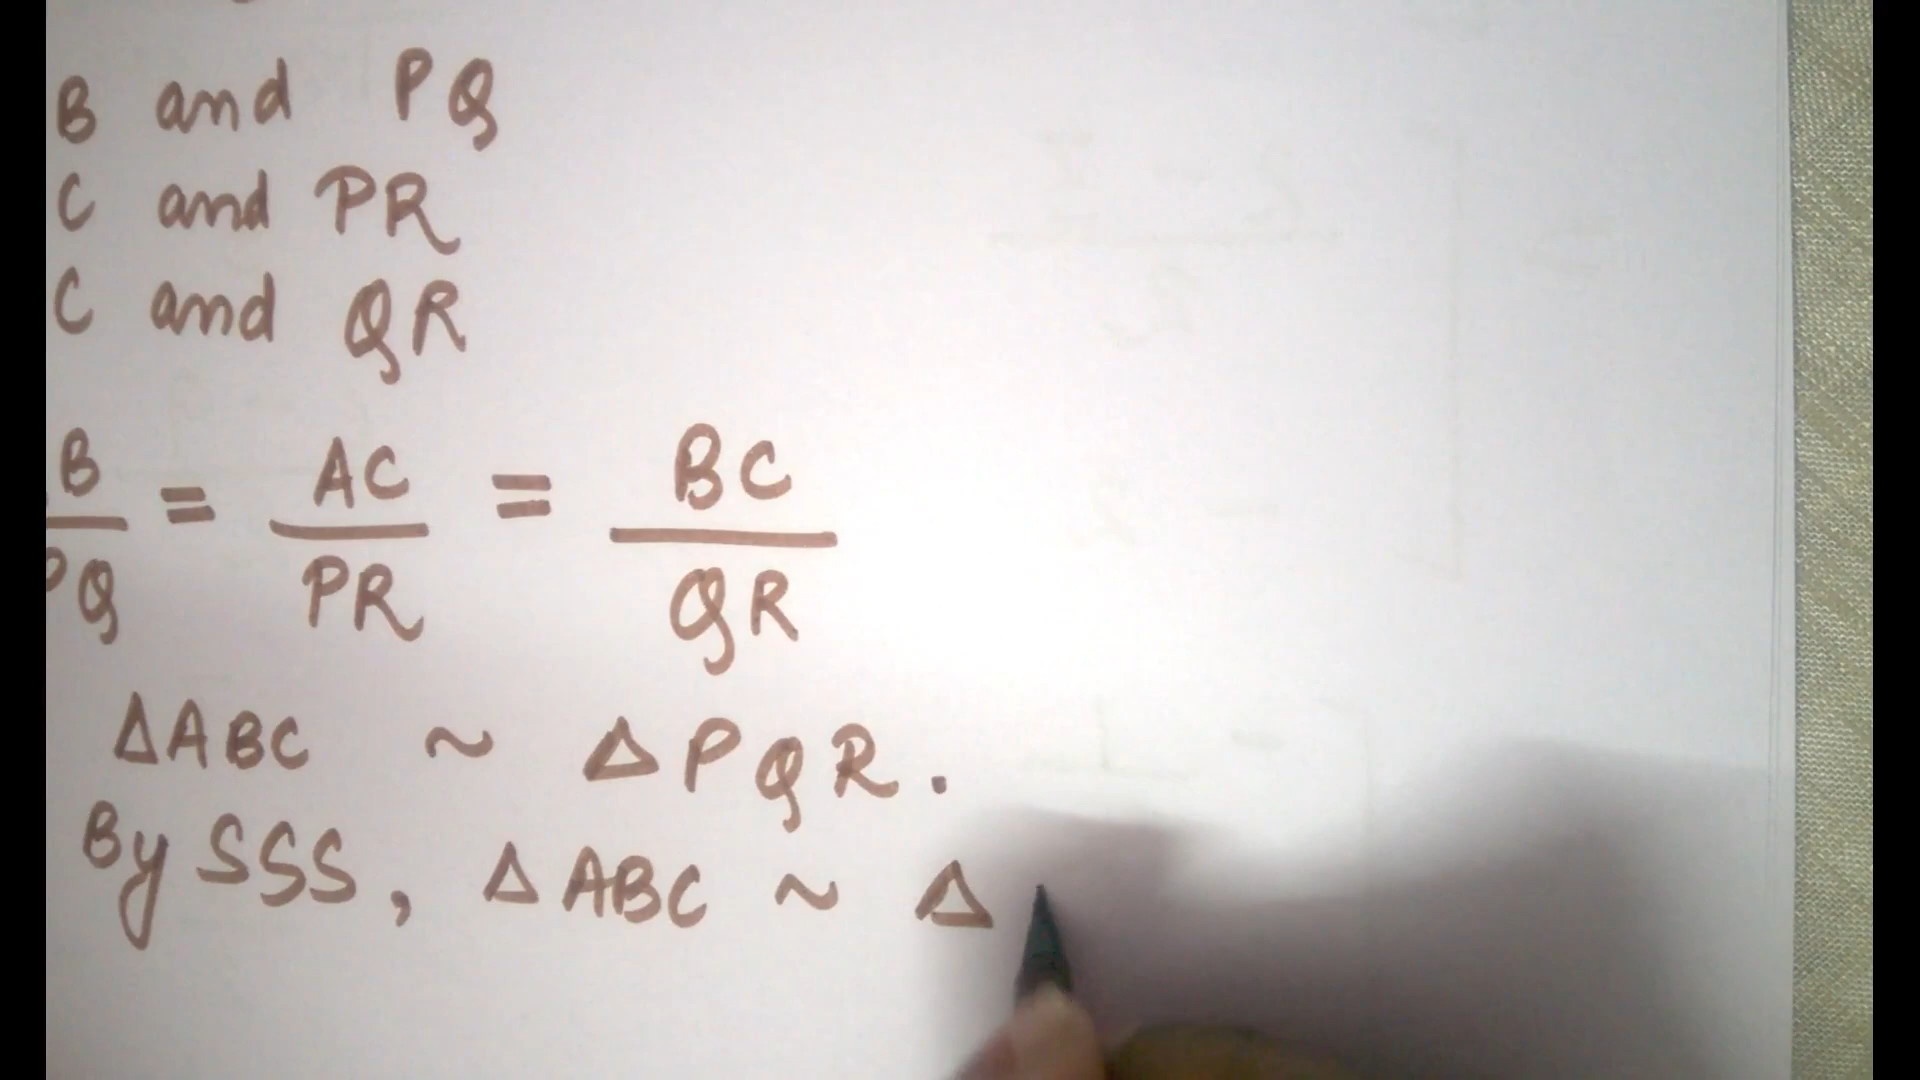 B and PQ
C and PR
C and QR
B/PQ = AC/PR = BC/QR
ΔABC ~ ΔPQR.
By SSS, ΔABC ~ Δ